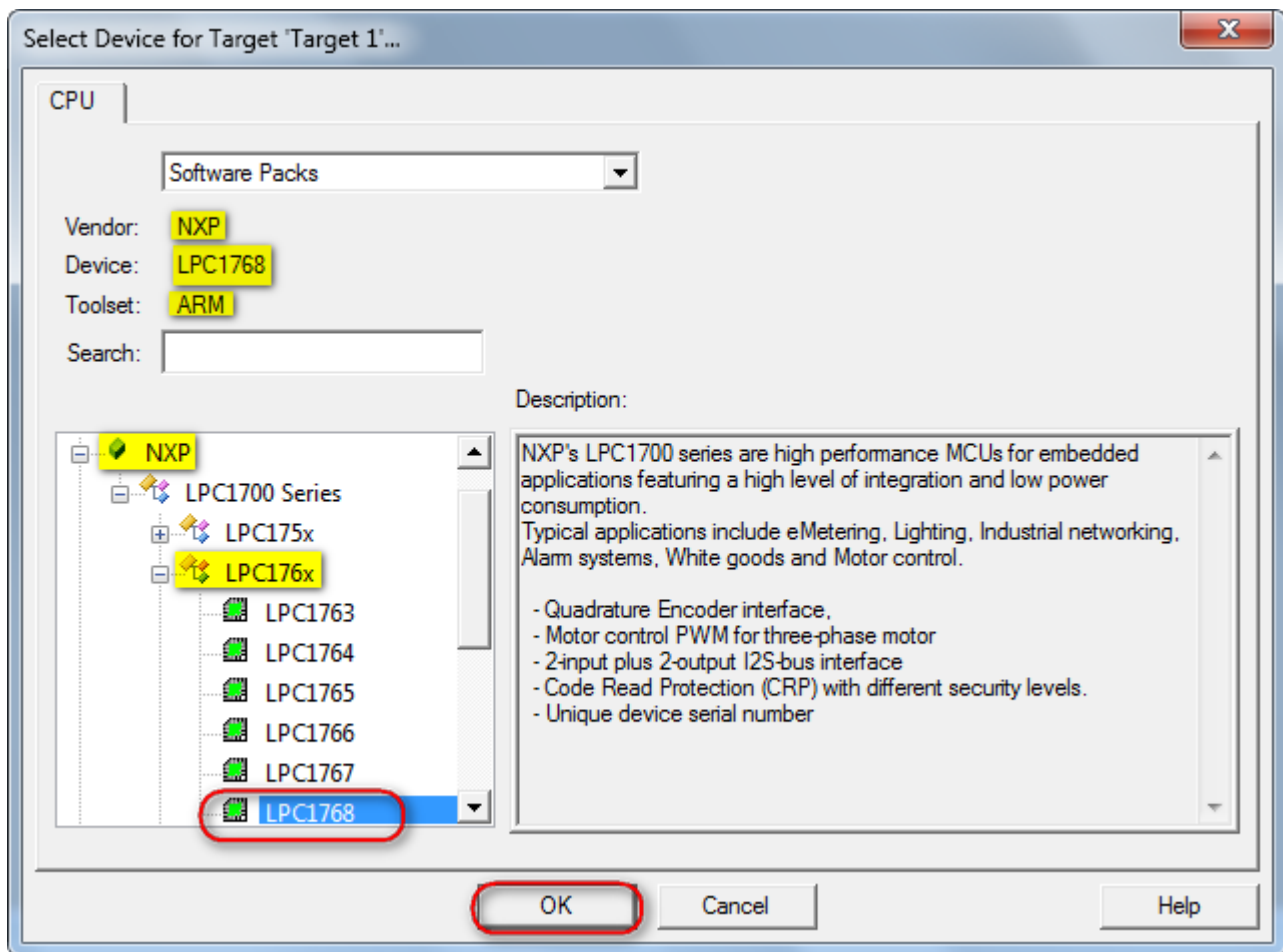 Select Device for Target 'Target 1'...
CPU
Software Packs
Vendor: NXP
Device: LPC1768
Toolset: ARM
Search:
Description:
NXP
LPC1700 Series
LPC175x
LPC176x
LPC1763
LPC1764
LPC1765
LPC1766
LPC1767
LPC1768
NXP's LPC1700 series are high performance MCUs for embedded
applications featuring a high level of integration and low power
consumption.
Typical applications include eMetering, Lighting, Industrial networking,
Alarm systems, White goods and Motor control.
- Quadrature Encoder interface,
- Motor control PWM for three-phase motor
- 2-input plus 2-output I2S-bus interface
- Code Read Protection (CRP) with different security levels.
- Unique device serial number
OK
Cancel
Help